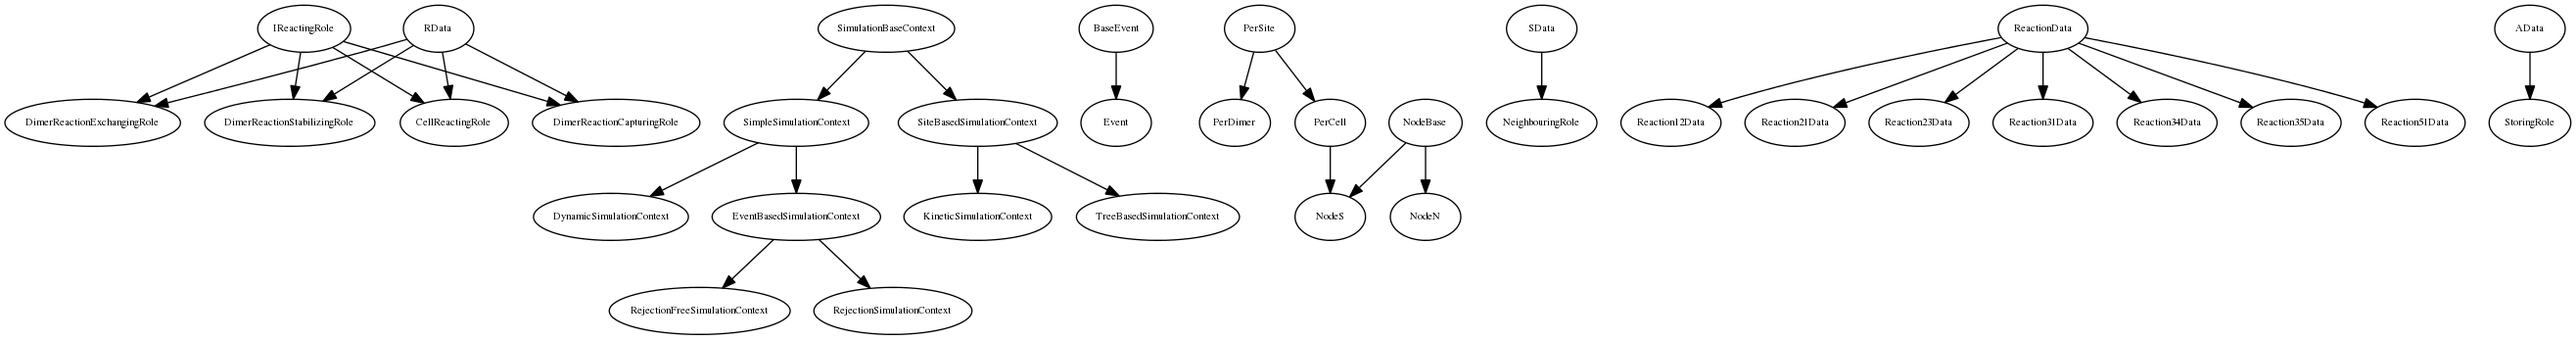 IReactingRole
RData
SimulationBaseContext
BaseEvent
PerSite
SData
ReactionData
AData
DimerReactionExchangingRole
DimerReactionStabilizingRole
CellReactingRole
DimerReactionCapturingRole
SimpleSimulationContext
SiteBasedSimulationContext
Event
PerDimer
PerCell
NodeBase
NeighbouringRole
Reaction12Data
Reaction21Data
Reaction23Data
Reaction31Data
Reaction34Data
Reaction35Data
Reaction51Data
StoringRole
DynamicSimulationContext
EventBasedSimulationContext
KineticSimulationContext
TreeBasedSimulationContext
NodeS
NodeN
RejectionFreeSimulationContext
RejectionSimulationContext